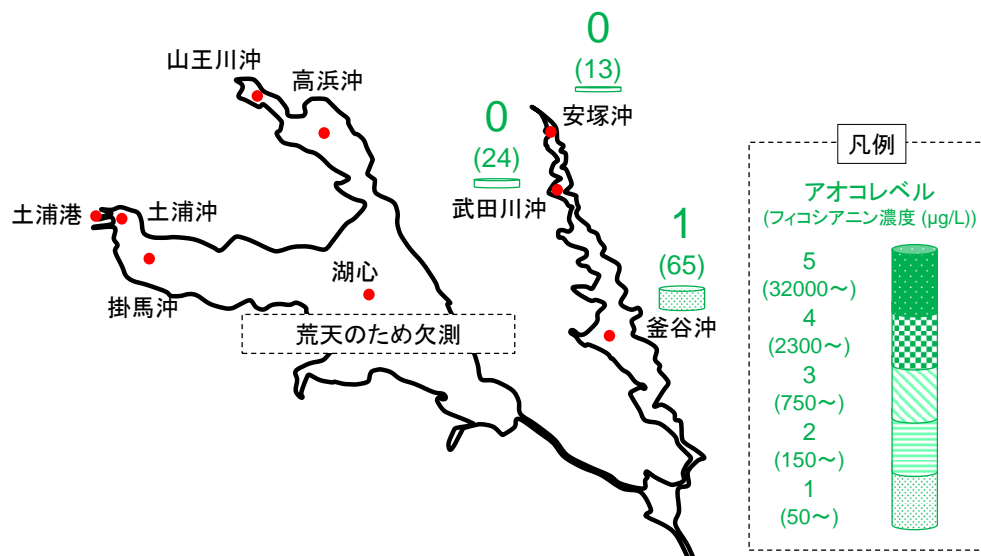 山王川沖
高浜沖
土浦港
土浦沖
掛馬沖
湖心
荒天のため欠測
0
(13)
安塚沖
0
(24)
武田川沖
1
(65)
釜谷沖
凡例
アオコレベル
(フィコシアニン濃度 (µg/L))
5
(32000～)
4
(2300～)
3
(750～)
2
(150～)
1
(50～)